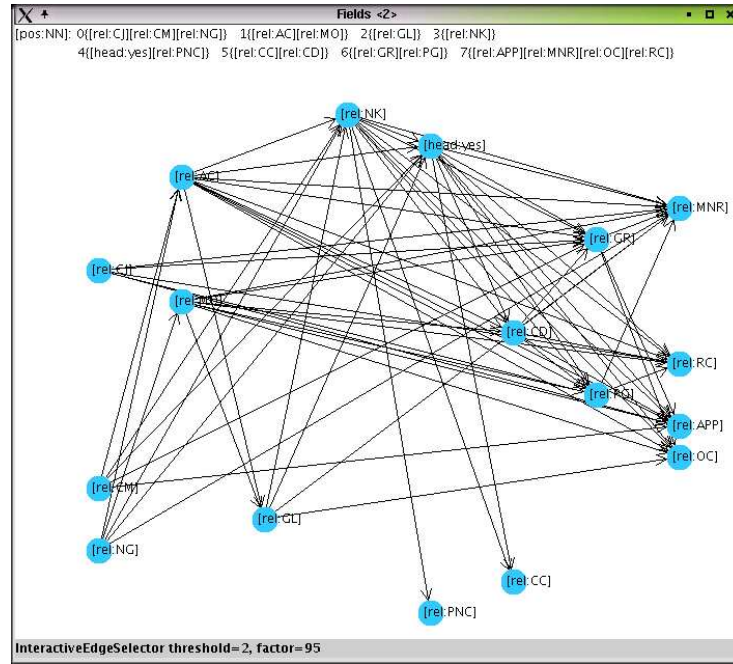 Fields <2>
[pos:NN]: 0{[rel:CJ][rel:CM][rel:NG]} 1{[rel:AC][rel:MO]} 2{[rel:GL]} 3{[rel:NK]}
4{[head:yes][rel:PNC]} 5{[rel:CC][rel:CD]} 6{[rel:GR][rel:PG]} 7{[rel:APP][rel:MNR][rel:OC][rel:RC]}
[rel:NK]
[head:yes]
[rel:AC]
[rel:MNR]
[rel:GR]
[rel:CJ]
[rel:MO]
[rel:CD]
[rel:RC]
[rel:PG]
[rel:APP]
[rel:OC]
[rel:CM]
[rel:GL]
[rel:NG]
[rel:CC]
[rel:PNC]
InteractiveEdgeSelector threshold=2, factor=95